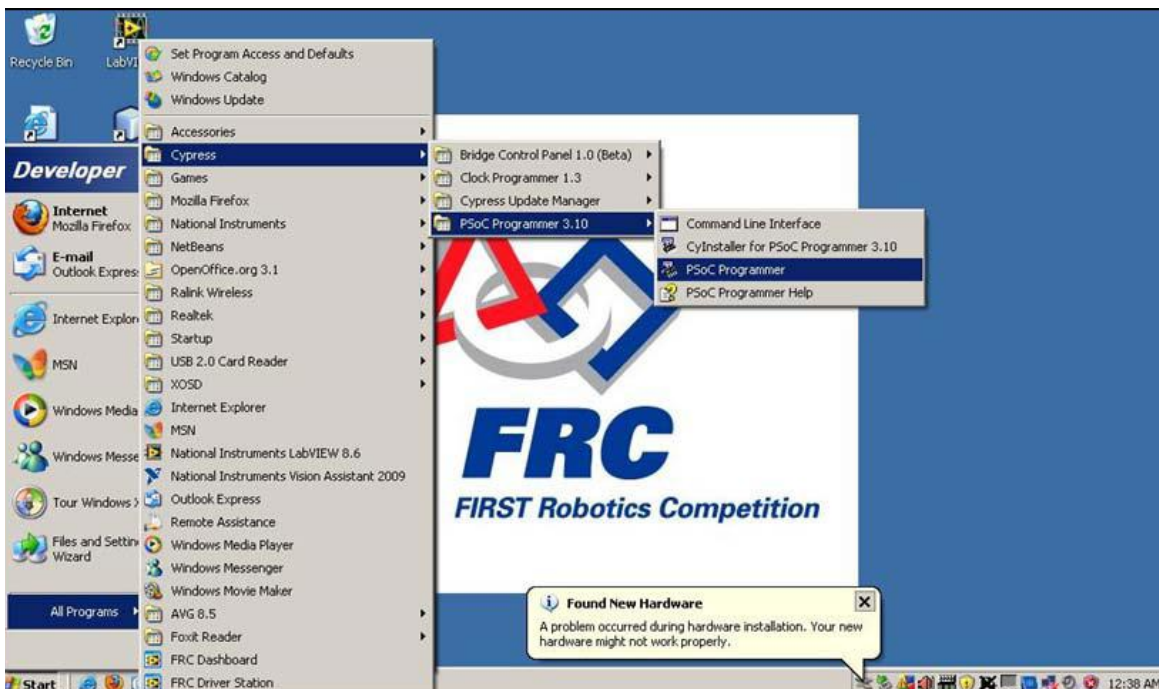 Recycle Bin
LabVI
Developer
Internet
Mozilla Firefox
E-mail
Outlook Express
Internet Explor
MSN
Windows Media
Windows Messe
Tour Windows
Files and Settin
Wizard
All Programs
Start
Set Program Access and Defaults
Windows Catalog
Windows Update
Accessories
Cypress
Games
Mozilla Firefox
National Instruments
NetBeans
OpenOffice.org 3.1
Ralink Wireless
Realtek
Startup
USB 2.0 Card Reader
XOSD
Internet Explorer
MSN
National Instruments LabVIEW 8.6
National Instruments Vision Assistant 2009
Outlook Express
Remote Assistance
Windows Media Player
Windows Messenger
Windows Movie Maker
AVG 8.5
Foxit Reader
FRC Dashboard
FRC Driver Station
Bridge Control Panel 1.0 (Beta)
Clock Programmer 1.3
Cypress Update Manager
PSoC Programmer 3.10
Command Line Interface
CyInstaller for PSoC Programmer 3.10
PSoC Programmer
PSoC Programmer Help
FRC
FIRST Robotics Competition
Found New Hardware
A problem occurred during hardware installation. Your new
hardware might not work properly.
12:38 AM